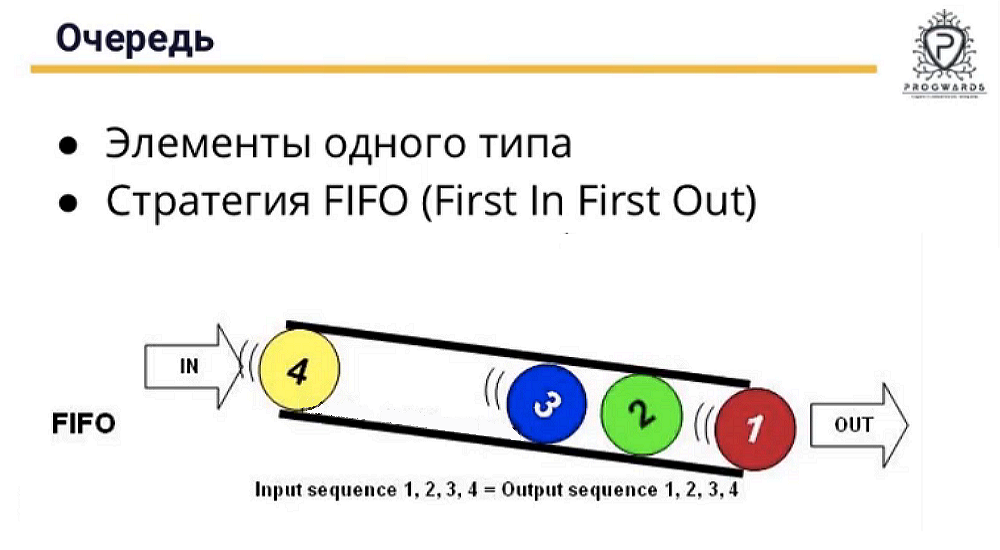 Очередь
PROGWARDS
● Элементы одного типа
● Стратегия FIFO (First In First Out)
IN
4
3
2
1
OUT
FIFO
Input sequence 1, 2, 3, 4 = Output sequence 1, 2, 3, 4